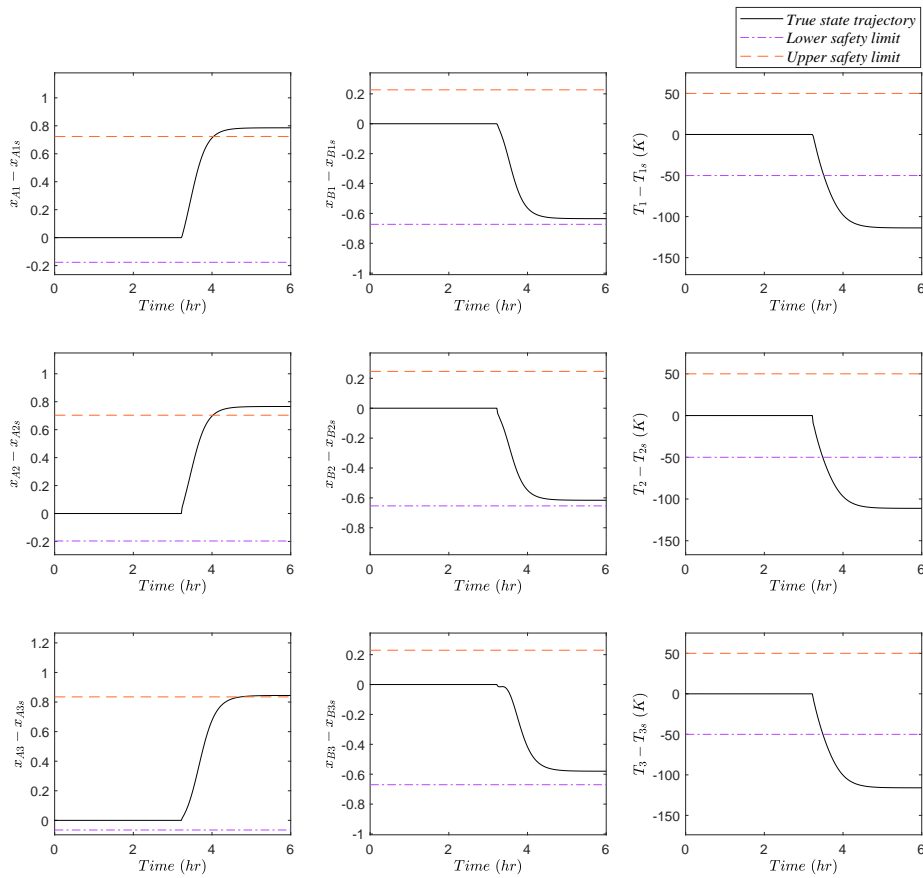 True state trajectory
Lower safety limit
Upper safety limit
1
0.8
0.6
0.4
0.2
0
-0.2
0 2 4 6
x_{A1} − x_{A1s}
Time (hr)
0.2
0
-0.2
-0.4
-0.6
-0.8
-1
0 2 4 6
x_{B1} − x_{B1s}
Time (hr)
50
0
-50
-100
-150
0 2 4 6
T_1 − T_{1s} (K)
Time (hr)
1
0.8
0.6
0.4
0.2
0
-0.2
0 2 4 6
x_{A2} − x_{A2s}
Time (hr)
0.2
0
-0.2
-0.4
-0.6
-0.8
0 2 4 6
x_{B2} − x_{B2s}
Time (hr)
50
0
-50
-100
-150
0 2 4 6
T_2 − T_{2s} (K)
Time (hr)
1.2
1
0.8
0.6
0.4
0.2
0
0 2 4 6
x_{A3} − x_{A3s}
Time (hr)
0.2
0
-0.2
-0.4
-0.6
-0.8
-1
0 2 4 6
x_{B3} − x_{B3s}
Time (hr)
50
0
-50
-100
-150
0 2 4 6
T_3 − T_{3s} (K)
Time (hr)